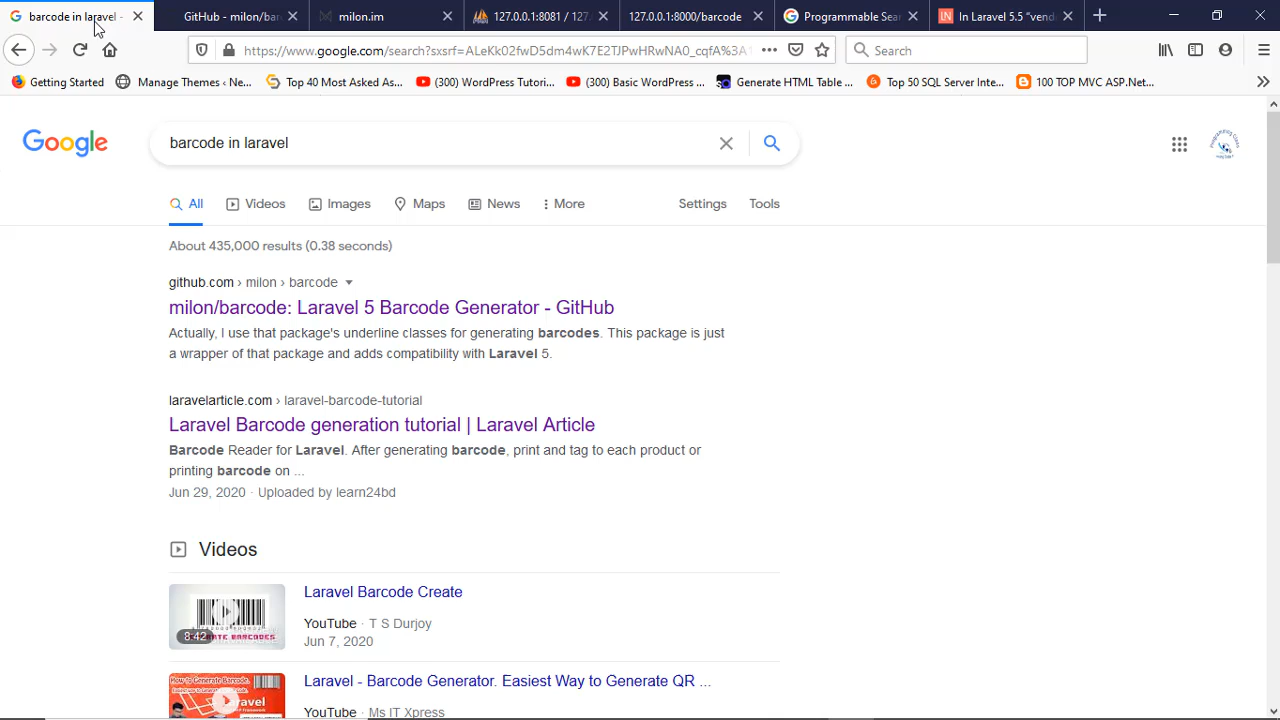 barcode in laravel -
GitHub - milon/bar
milon.im
127.0.0.1:8081 / 127.
127.0.0.1:8000/barcode
Programmable Sear
In Laravel 5.5 "vend
https://www.google.com/search?sxsrf=ALeKk02fwD5dm4wK7E2TJPwHRwNA0_cqfA%3A1
Search
Getting Started
Manage Themes ‹ Ne...
Top 40 Most Asked As...
(300) WordPress Tutori...
(300) Basic WordPress ...
Generate HTML Table ...
Top 50 SQL Server Inte...
100 TOP MVC ASP.Net...
Google
barcode in laravel
All
Videos
Images
Maps
News
More
Settings
Tools
About 435,000 results (0.38 seconds)
github.com › milon › barcode
milon/barcode: Laravel 5 Barcode Generator - GitHub
Actually, I use that package's underline classes for generating barcodes. This package is just
a wrapper of that package and adds compatibility with Laravel 5.
laravelarticle.com › laravel-barcode-tutorial
Laravel Barcode generation tutorial | Laravel Article
Barcode Reader for Laravel. After generating barcode, print and tag to each product or
printing barcode on ...
Jun 29, 2020 · Uploaded by learn24bd
Videos
8:42
Laravel Barcode Create
YouTube · T S Durjoy
Jun 7, 2020
Laravel - Barcode Generator. Easiest Way to Generate QR ...
YouTube · Ms IT Xpress